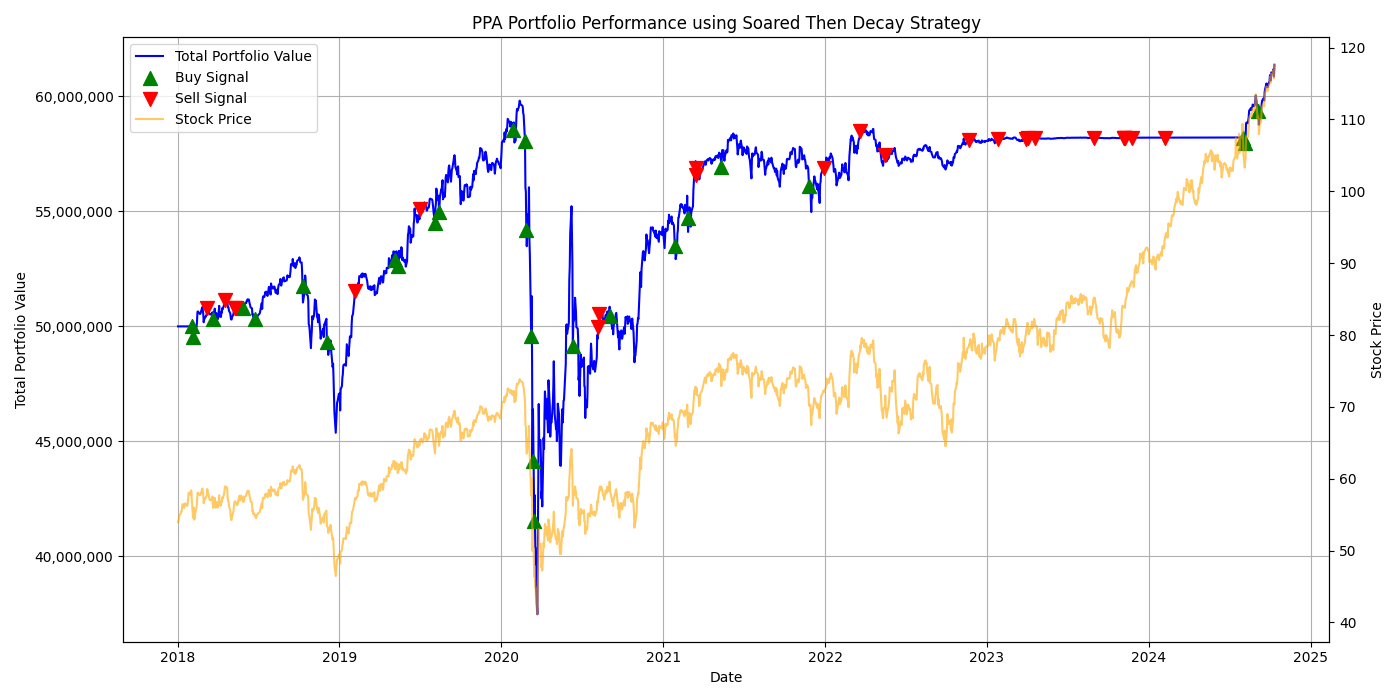 PPA Portfolio Performance using Soared Then Decay Strategy
Total Portfolio Value
Buy Signal
Sell Signal
Stock Price
60,000,000
55,000,000
50,000,000
45,000,000
40,000,000
Total Portfolio Value
120
110
100
90
80
70
60
50
40
Stock Price
2018
2019
2020
2021
2022
2023
2024
2025
Date